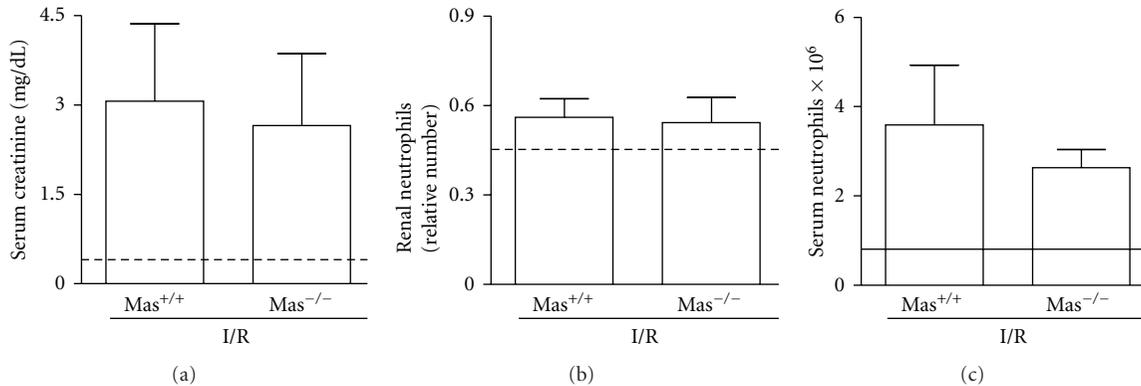 Serum creatinine (mg/dL)
4.5
3
1.5
0
Mas+/+ Mas−/−
I/R
(a)
Renal neutrophils
(relative number)
0.9
0.6
0.3
0
Mas+/+ Mas−/−
I/R
(b)
Serum neutrophils × 10⁶
6
4
2
0
Mas+/+ Mas−/−
I/R
(c)